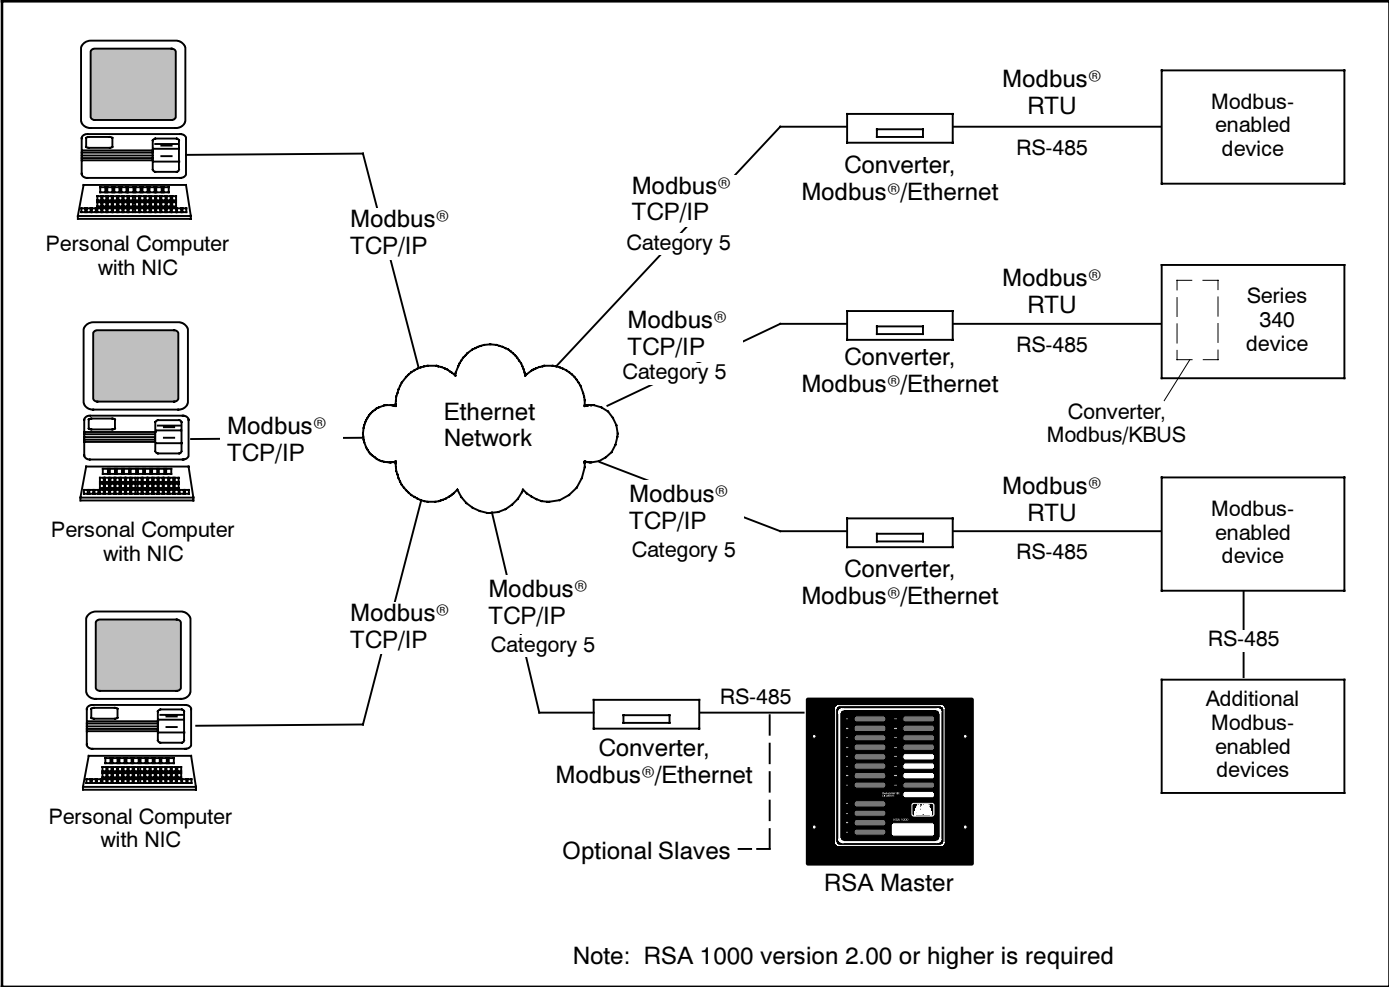 Personal Computer
with NIC
Modbus®
TCP/IP
Personal Computer
with NIC
Modbus®
TCP/IP
Personal Computer
with NIC
Modbus®
TCP/IP
Ethernet
Network
Modbus®
TCP/IP
Category 5
Converter,
Modbus®/Ethernet
Modbus®
RTU
RS-485
Modbus-
enabled
device
Modbus®
TCP/IP
Category 5
Converter,
Modbus®/Ethernet
Modbus®
RTU
RS-485
Series
340
device
Converter,
Modbus/KBUS
Modbus®
TCP/IP
Category 5
Converter,
Modbus®/Ethernet
Modbus®
RTU
RS-485
Modbus-
enabled
device
RS-485
Additional
Modbus-
enabled
devices
Modbus®
TCP/IP
Category 5
Converter,
Modbus®/Ethernet
RS-485
Optional Slaves
RSA Master
Note: RSA 1000 version 2.00 or higher is required